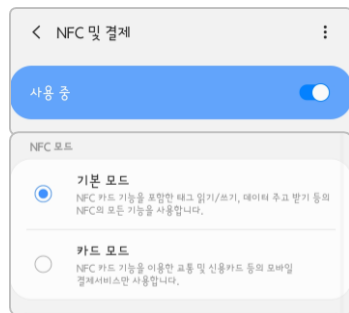 NFC 및 결제
사용 중
NFC 모드
기본 모드
NFC 카드 기능을 포함한 태그 읽기/쓰기, 데이터 주고 받기 등의
NFC의 모든 기능을 사용합니다.
카드 모드
NFC 카드 기능을 이용한 교통 및 신용카드 등의 모바일
결제서비스만 사용합니다.